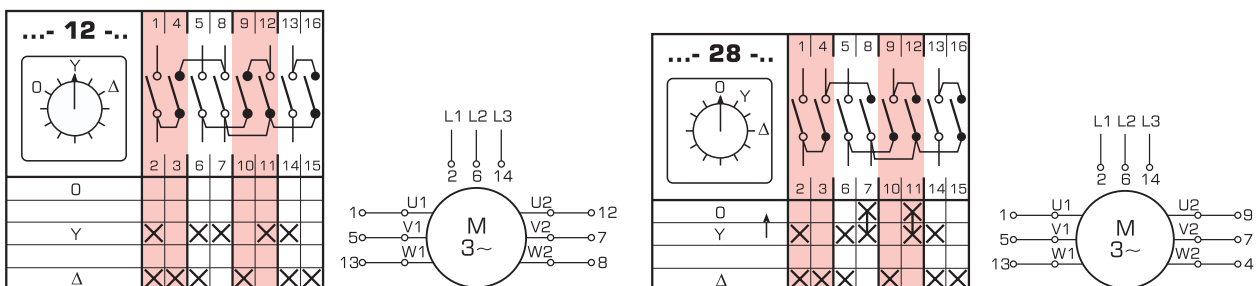 ...- 12 -..
1 4 5 8 9 12 13 16
Y
0 Δ
2 3 6 7 10 11 14 15
0
Y X X X X X
Δ X X X X X X
L1 L2 L3
2 6 14
1 U1 U2 12
5 V1 M V2 7
13 W1 3~ W2 8
...- 28 -..
1 4 5 8 9 12 13 16
0
Y
Δ
2 3 6 7 10 11 14 15
0 X X
Y X X X X X
Δ X X X X X X
L1 L2 L3
2 6 14
1 U1 U2 9
5 V1 M V2 7
13 W1 3~ W2 4